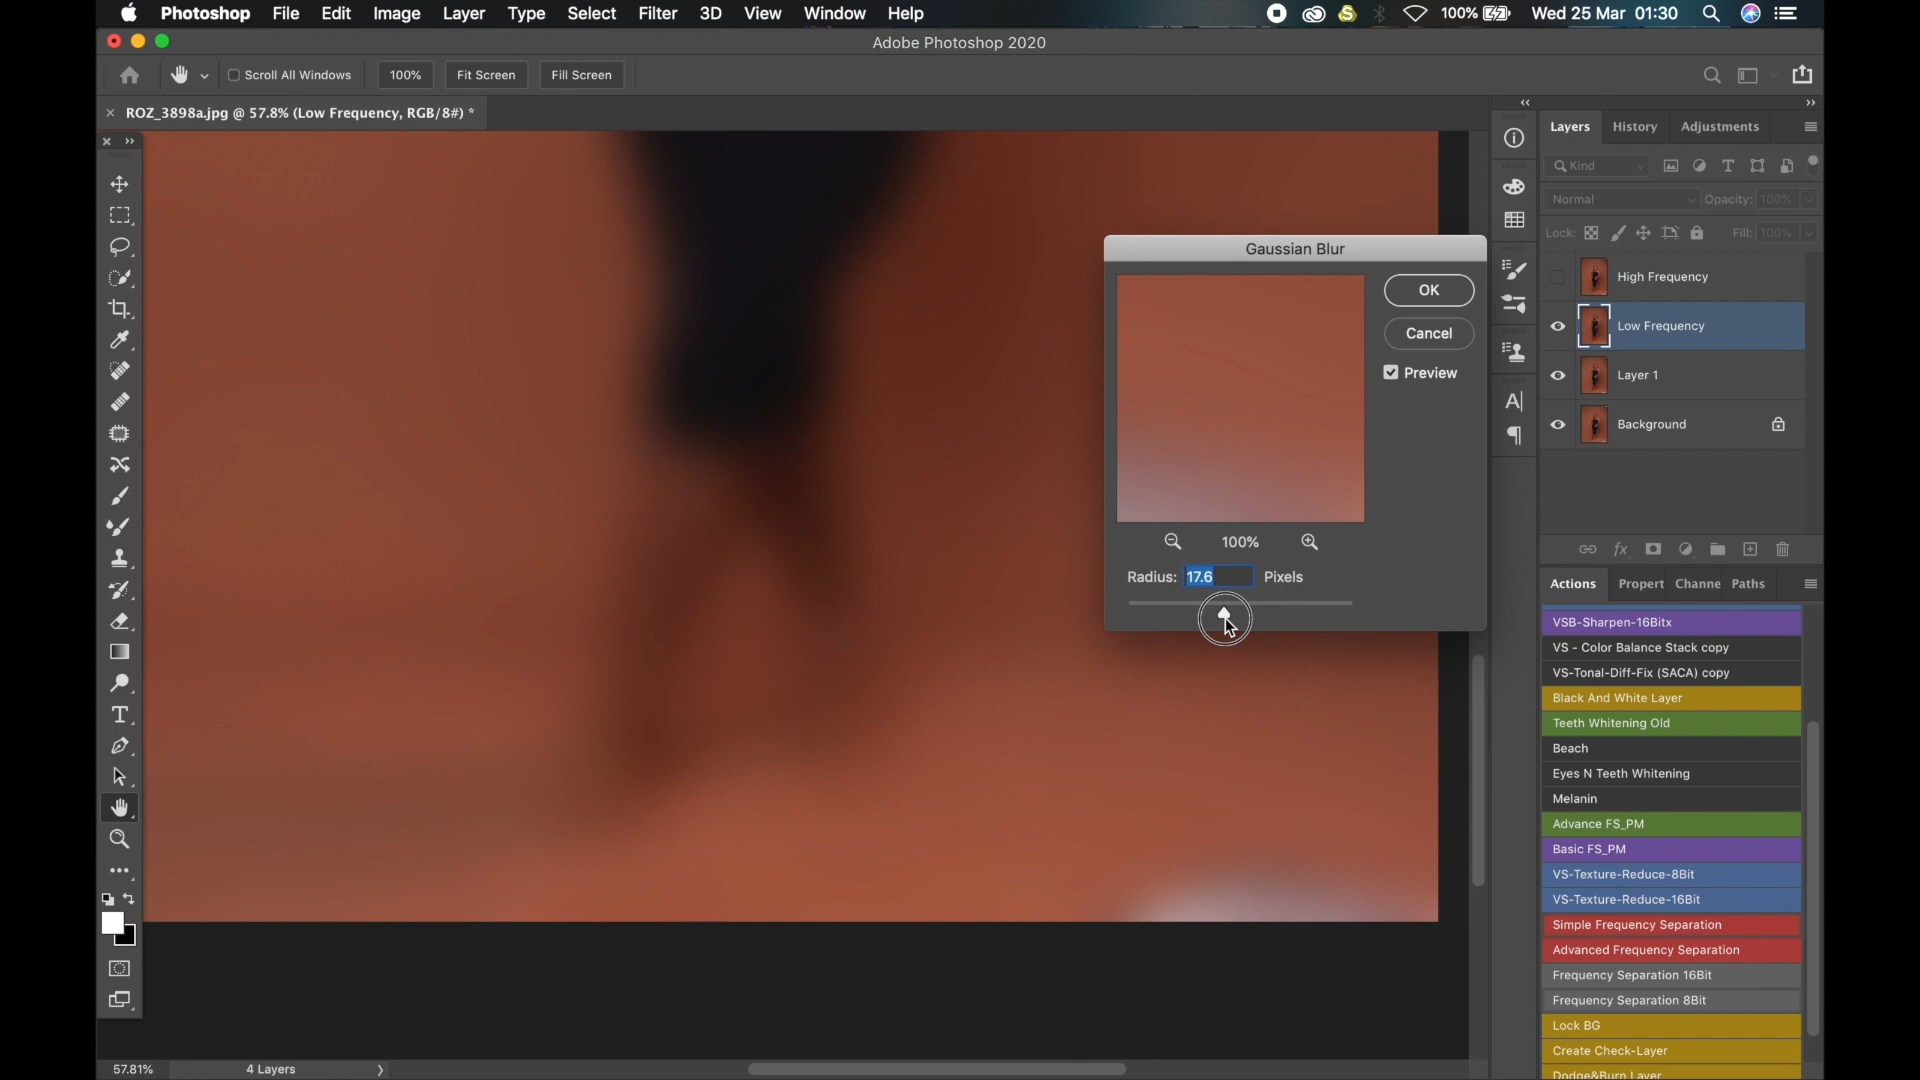 Photoshop File Edit Image Layer Type Select Filter 3D View Window Help 100% Wed 25 Mar 01:30
Adobe Photoshop 2020
Scroll All Windows 100% Fit Screen Fill Screen
ROZ_3898a.jpg @ 57.8% (Low Frequency, RGB/8#) *
Layers History Adjustments
Kind
Normal Opacity: 100%
Lock: Fill: 100%
High Frequency
Low Frequency
Layer 1
Background
Gaussian Blur
OK
Cancel
Preview
100%
Radius: 17.6 Pixels
Actions Propert Channe Paths
VSB-Sharpen-16Bitx
VS - Color Balance Stack copy
VS-Tonal-Diff-Fix (SACA) copy
Black And White Layer
Teeth Whitening Old
Beach
Eyes N Teeth Whitening
Melanin
Advance FS_PM
Basic FS_PM
VS-Texture-Reduce-8Bit
VS-Texture-Reduce-16Bit
Simple Frequency Separation
Advanced Frequency Separation
Frequency Separation 16Bit
Frequency Separation 8Bit
Lock BG
Create Check-Layer
Dodge&Burn Layer
57.81% 4 Layers